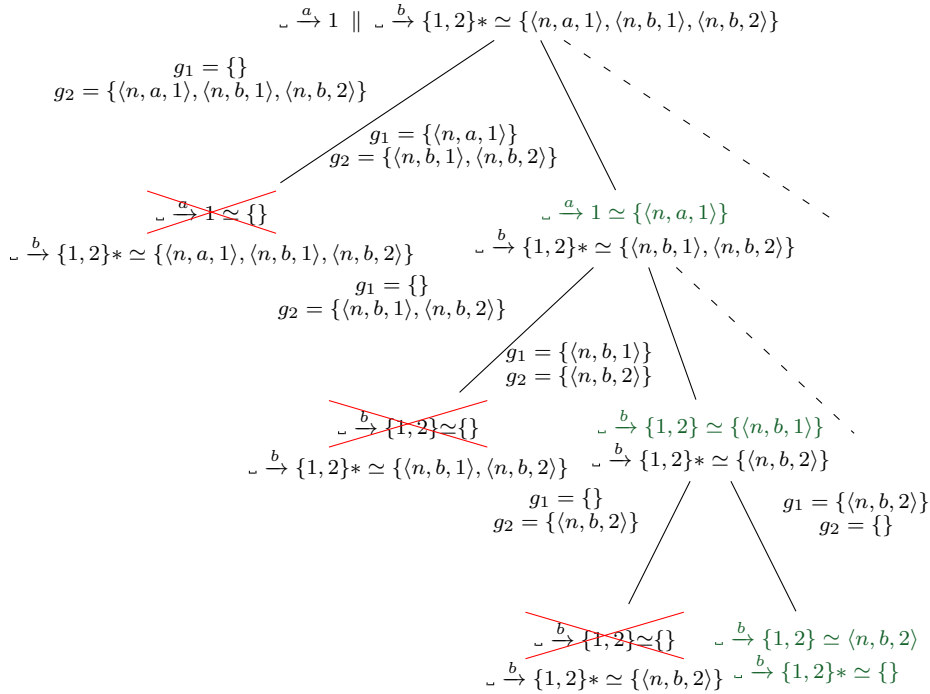 ␣ a→ 1 ∥ ␣ b→ {1, 2}∗ ≃ {⟨n, a, 1⟩, ⟨n, b, 1⟩, ⟨n, b, 2⟩}
g₁ = {}
g₂ = {⟨n, a, 1⟩, ⟨n, b, 1⟩, ⟨n, b, 2⟩}
g₁ = {⟨n, a, 1⟩}
g₂ = {⟨n, b, 1⟩, ⟨n, b, 2⟩}
␣ a→ 1 ≃ {}
␣ b→ {1, 2}∗ ≃ {⟨n, a, 1⟩, ⟨n, b, 1⟩, ⟨n, b, 2⟩}
␣ a→ 1 ≃ {⟨n, a, 1⟩}
␣ b→ {1, 2}∗ ≃ {⟨n, b, 1⟩, ⟨n, b, 2⟩}
g₁ = {}
g₂ = {⟨n, b, 1⟩, ⟨n, b, 2⟩}
g₁ = {⟨n, b, 1⟩}
g₂ = {⟨n, b, 2⟩}
␣ b→ {1, 2} ≃ {}
␣ b→ {1, 2}∗ ≃ {⟨n, b, 1⟩, ⟨n, b, 2⟩}
␣ b→ {1, 2} ≃ {⟨n, b, 1⟩}
␣ b→ {1, 2}∗ ≃ {⟨n, b, 2⟩}
g₁ = {}
g₂ = {⟨n, b, 2⟩}
g₁ = {⟨n, b, 2⟩}
g₂ = {}
␣ b→ {1, 2} ≃ {}
␣ b→ {1, 2}∗ ≃ {⟨n, b, 2⟩}
␣ b→ {1, 2} ≃ ⟨n, b, 2⟩
␣ b→ {1, 2}∗ ≃ {}